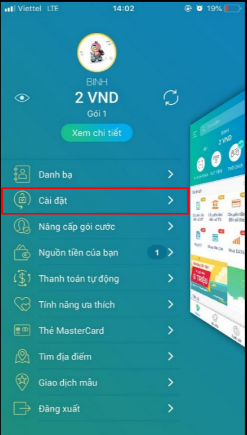 Viettel LTE 14:02 19%
BINH
2 VND
Gói 1
Xem chi tiết
Danh bạ
Cài đặt
Nâng cấp gói cước
Nguồn tiền của bạn 1
Thanh toán tự động
Tính năng ưa thích
Thẻ MasterCard
Tìm địa điểm
Giao dịch mẫu
Đăng xuất